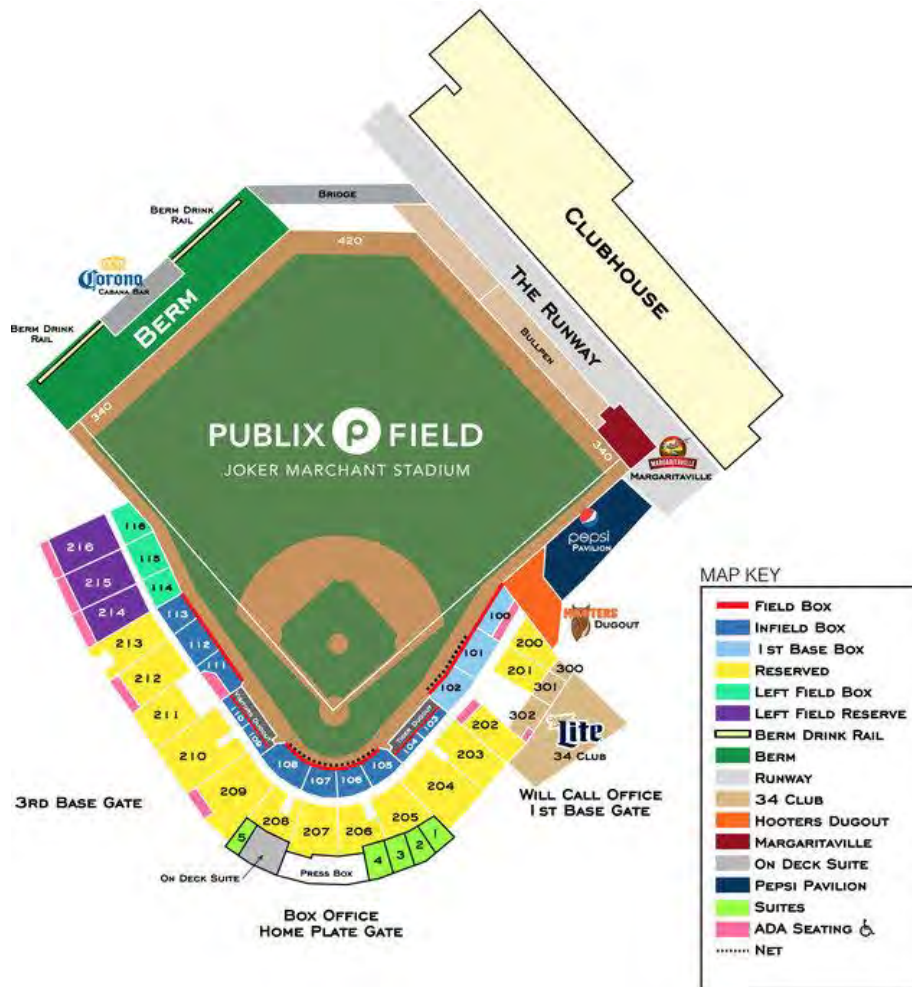 BRIDGE
BERM DRINK
RAIL
420
CLUBHOUSE
Corona
CABANA BAR
THE RUNWAY
BERM
BERM DRINK
RAIL
BULLPEN
340
PUBLIX P FIELD
JOKER MARCHANT STADIUM
340
MARGARITAVILLE
MARGARITAVILLE
pepsi
PAVILION
116
216
115
215
114
214
113
213
112
212
111
211
110
109
VISITORS DUGOUT
TIGER DUGOUT
100
101
102
103
104
105
106
107
108
HOOTERS
DUGOUT
200
201
300
301
302
202
203
204
205
206
207
208
209
210
Lite
34 CLUB
3RD BASE GATE
WILL CALL OFFICE
1ST BASE GATE
5
4
3
2
1
ON DECK SUITE
PRESS BOX
BOX OFFICE
HOME PLATE GATE
MAP KEY
FIELD BOX
INFIELD BOX
1ST BASE BOX
RESERVED
LEFT FIELD BOX
LEFT FIELD RESERVE
BERM DRINK RAIL
BERM
RUNWAY
34 CLUB
HOOTERS DUGOUT
MARGARITAVILLE
ON DECK SUITE
PEPSI PAVILION
SUITES
ADA SEATING
NET